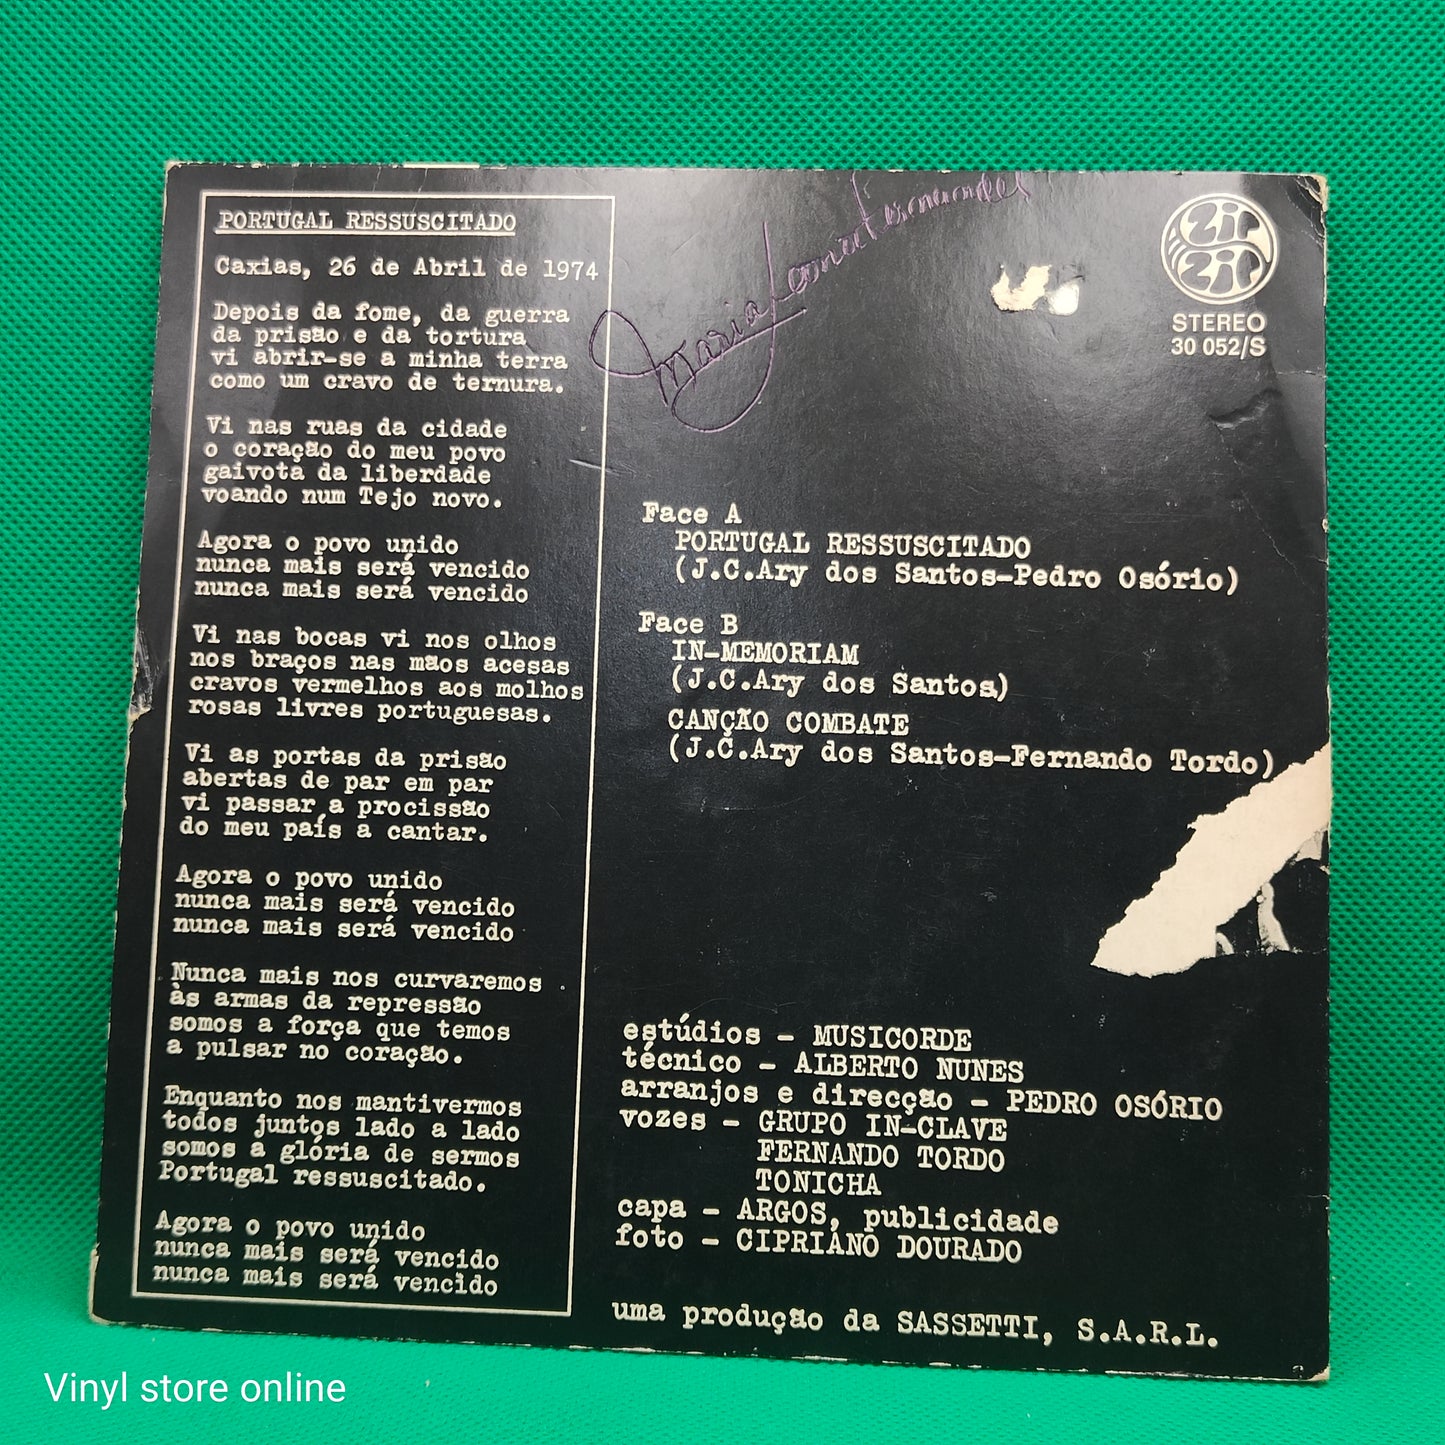 PORTUGAL RESSUSCITADO
Caxias, 26 de Abril de 1974
Depois da fome, da guerra
da prisão e da tortura
vi abrir-se a minha terra
como um cravo de ternura.
Vi nas ruas da cidade
o coração do meu povo
gaivota da liberdade
voando num Tejo novo.
Agora o povo unido
nunca mais será vencido
nunca mais será vencido
Vi nas bocas vi nos olhos
nos braços nas mãos acesas
cravos vermelhos aos molhos
rosas livres portuguesas.
Vi as portas da prisão
abertas de par em par
vi passar a procissão
do meu país a cantar.
Agora o povo unido
nunca mais será vencido
nunca mais será vencido
Nunca mais nos curvaremos
às armas da repressão
somos a força que temos
a pulsar no coração.
Enquanto nos mantivermos
todos juntos lado a lado
somos a glória de sermos
Portugal ressuscitado.
Agora o povo unido
nunca mais será vencido
nunca mais será vencido
Maria Fernandes
zip
zip
STEREO
30 052/S
Face A
PORTUGAL RESSUSCITADO
(J.C.Ary dos Santos-Pedro Osório)
Face B
IN-MEMORIAM
(J.C.Ary dos Santos)
CANÇÃO COMBATE
(J.C.Ary dos Santos-Fernando Tordo)
estúdios - MUSICORDE
técnico - ALBERTO NUNES
arranjos e direcção - PEDRO OSÓRIO
vozes - GRUPO IN-CLAVE
FERNANDO TORDO
TONICHA
capa - ARGOS, publicidade
foto - CIPRIANO DOURADO
uma produção da SASSETTI, S.A.R.L.
Vinyl store online